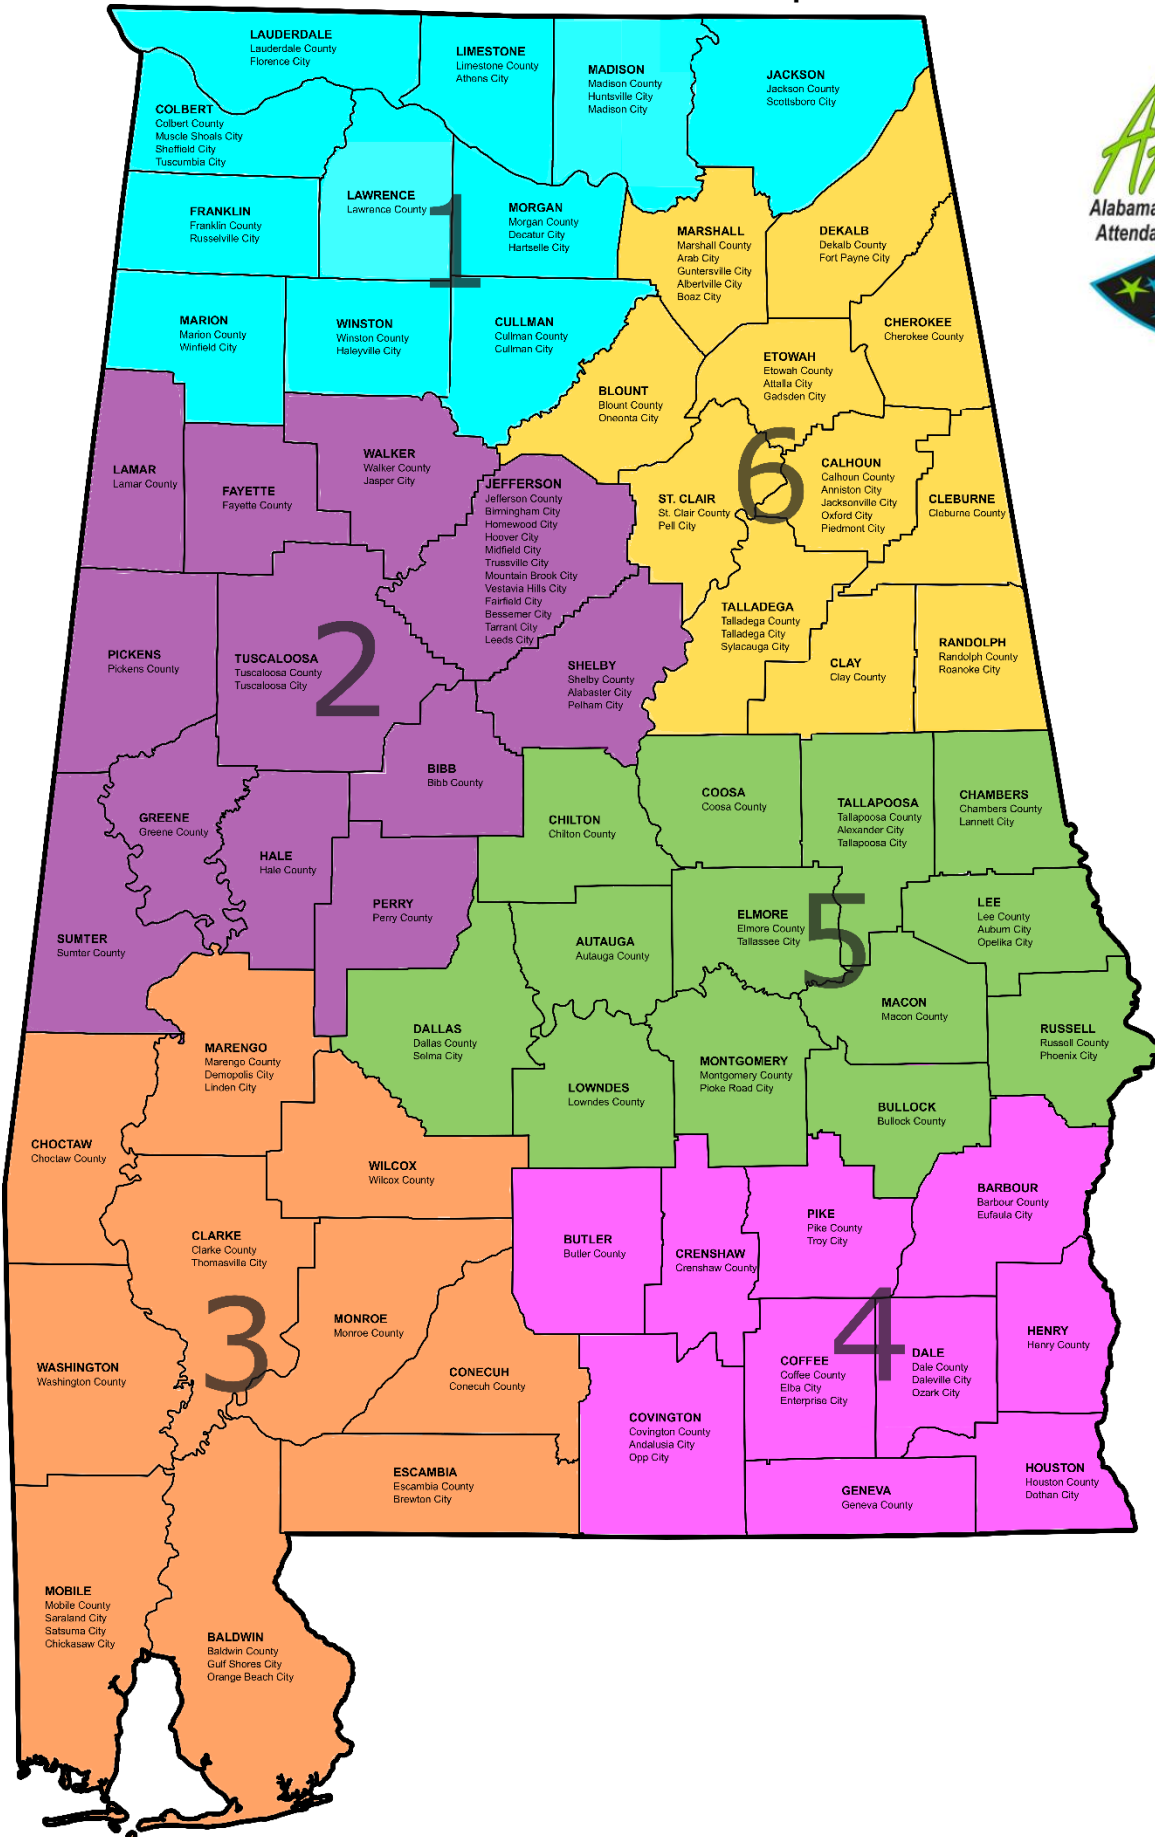 LAUDERDALE
Lauderdale County
Florence City
LIMESTONE
Limestone County
Athens City
MADISON
Madison County
Huntsville City
Madison City
JACKSON
Jackson County
Scottsboro City
COLBERT
Colbert County
Muscle Shoals City
Sheffield City
Tuscumbia City
FRANKLIN
Franklin County
Russelville City
LAWRENCE
Lawrence County
1
MORGAN
Morgan County
Decatur City
Hartselle City
MARION
Marion County
Winfield City
WINSTON
Winston County
Haleyville City
CULLMAN
Cullman County
Cullman City
MARSHALL
Marshall County
Arab City
Guntersville City
Albertville City
Boaz City
DEKALB
Dekalb County
Fort Payne City
CHEROKEE
Cherokee County
ETOWAH
Etowah County
Attalla City
Gadsden City
BLOUNT
Blount County
Oneonta City
6
ST. CLAIR
St. Clair County
Pell City
CALHOUN
Calhoun County
Anniston City
Jacksonville City
Oxford City
Piedmont City
CLEBURNE
Cleburne County
TALLADEGA
Talladega County
Talladega City
Sylacauga City
CLAY
Clay County
RANDOLPH
Randolph County
Roanoke City
LAMAR
Lamar County
FAYETTE
Fayette County
WALKER
Walker County
Jasper City
JEFFERSON
Jefferson County
Birmingham City
Homewood City
Hoover City
Midfield City
Trussville City
Mountain Brook City
Vestavia Hills City
Fairfield City
Bessemer City
Tarrant City
Leeds City
PICKENS
Pickens County
TUSCALOOSA
Tuscaloosa County
Tuscaloosa City
2
SHELBY
Shelby County
Alabaster City
Pelham City
BIBB
Bibb County
GREENE
Greene County
HALE
Hale County
PERRY
Perry County
SUMTER
Sumter County
CHILTON
Chilton County
COOSA
Coosa County
TALLAPOOSA
Tallapoosa County
Alexander City
Tallapoosa City
CHAMBERS
Chambers County
Lannett City
AUTAUGA
Autauga County
ELMORE
Elmore County
Tallassee City
5
LEE
Lee County
Auburn City
Opelika City
MACON
Macon County
RUSSELL
Russell County
Phoenix City
DALLAS
Dallas County
Selma City
LOWNDES
Lowndes County
MONTGOMERY
Montgomery County
Pioke Road City
BULLOCK
Bullock County
MARENGO
Marengo County
Demopolis City
Linden City
CHOCTAW
Choctaw County
WILCOX
Wilcox County
CLARKE
Clarke County
Thomasville City
3
MONROE
Monroe County
CONECUH
Conecuh County
WASHINGTON
Washington County
ESCAMBIA
Escambia County
Brewton City
MOBILE
Mobile County
Saraland City
Satsuma City
Chickasaw City
BALDWIN
Baldwin County
Gulf Shores City
Orange Beach City
BUTLER
Butler County
CRENSHAW
Crenshaw County
PIKE
Pike County
Troy City
BARBOUR
Barbour County
Eufaula City
4
COFFEE
Coffee County
Elba City
Enterprise City
DALE
Dale County
Daleville City
Ozark City
HENRY
Henry County
COVINGTON
Covington County
Andalusia City
Opp City
GENEVA
Geneva County
HOUSTON
Houston County
Dothan City
Alabama